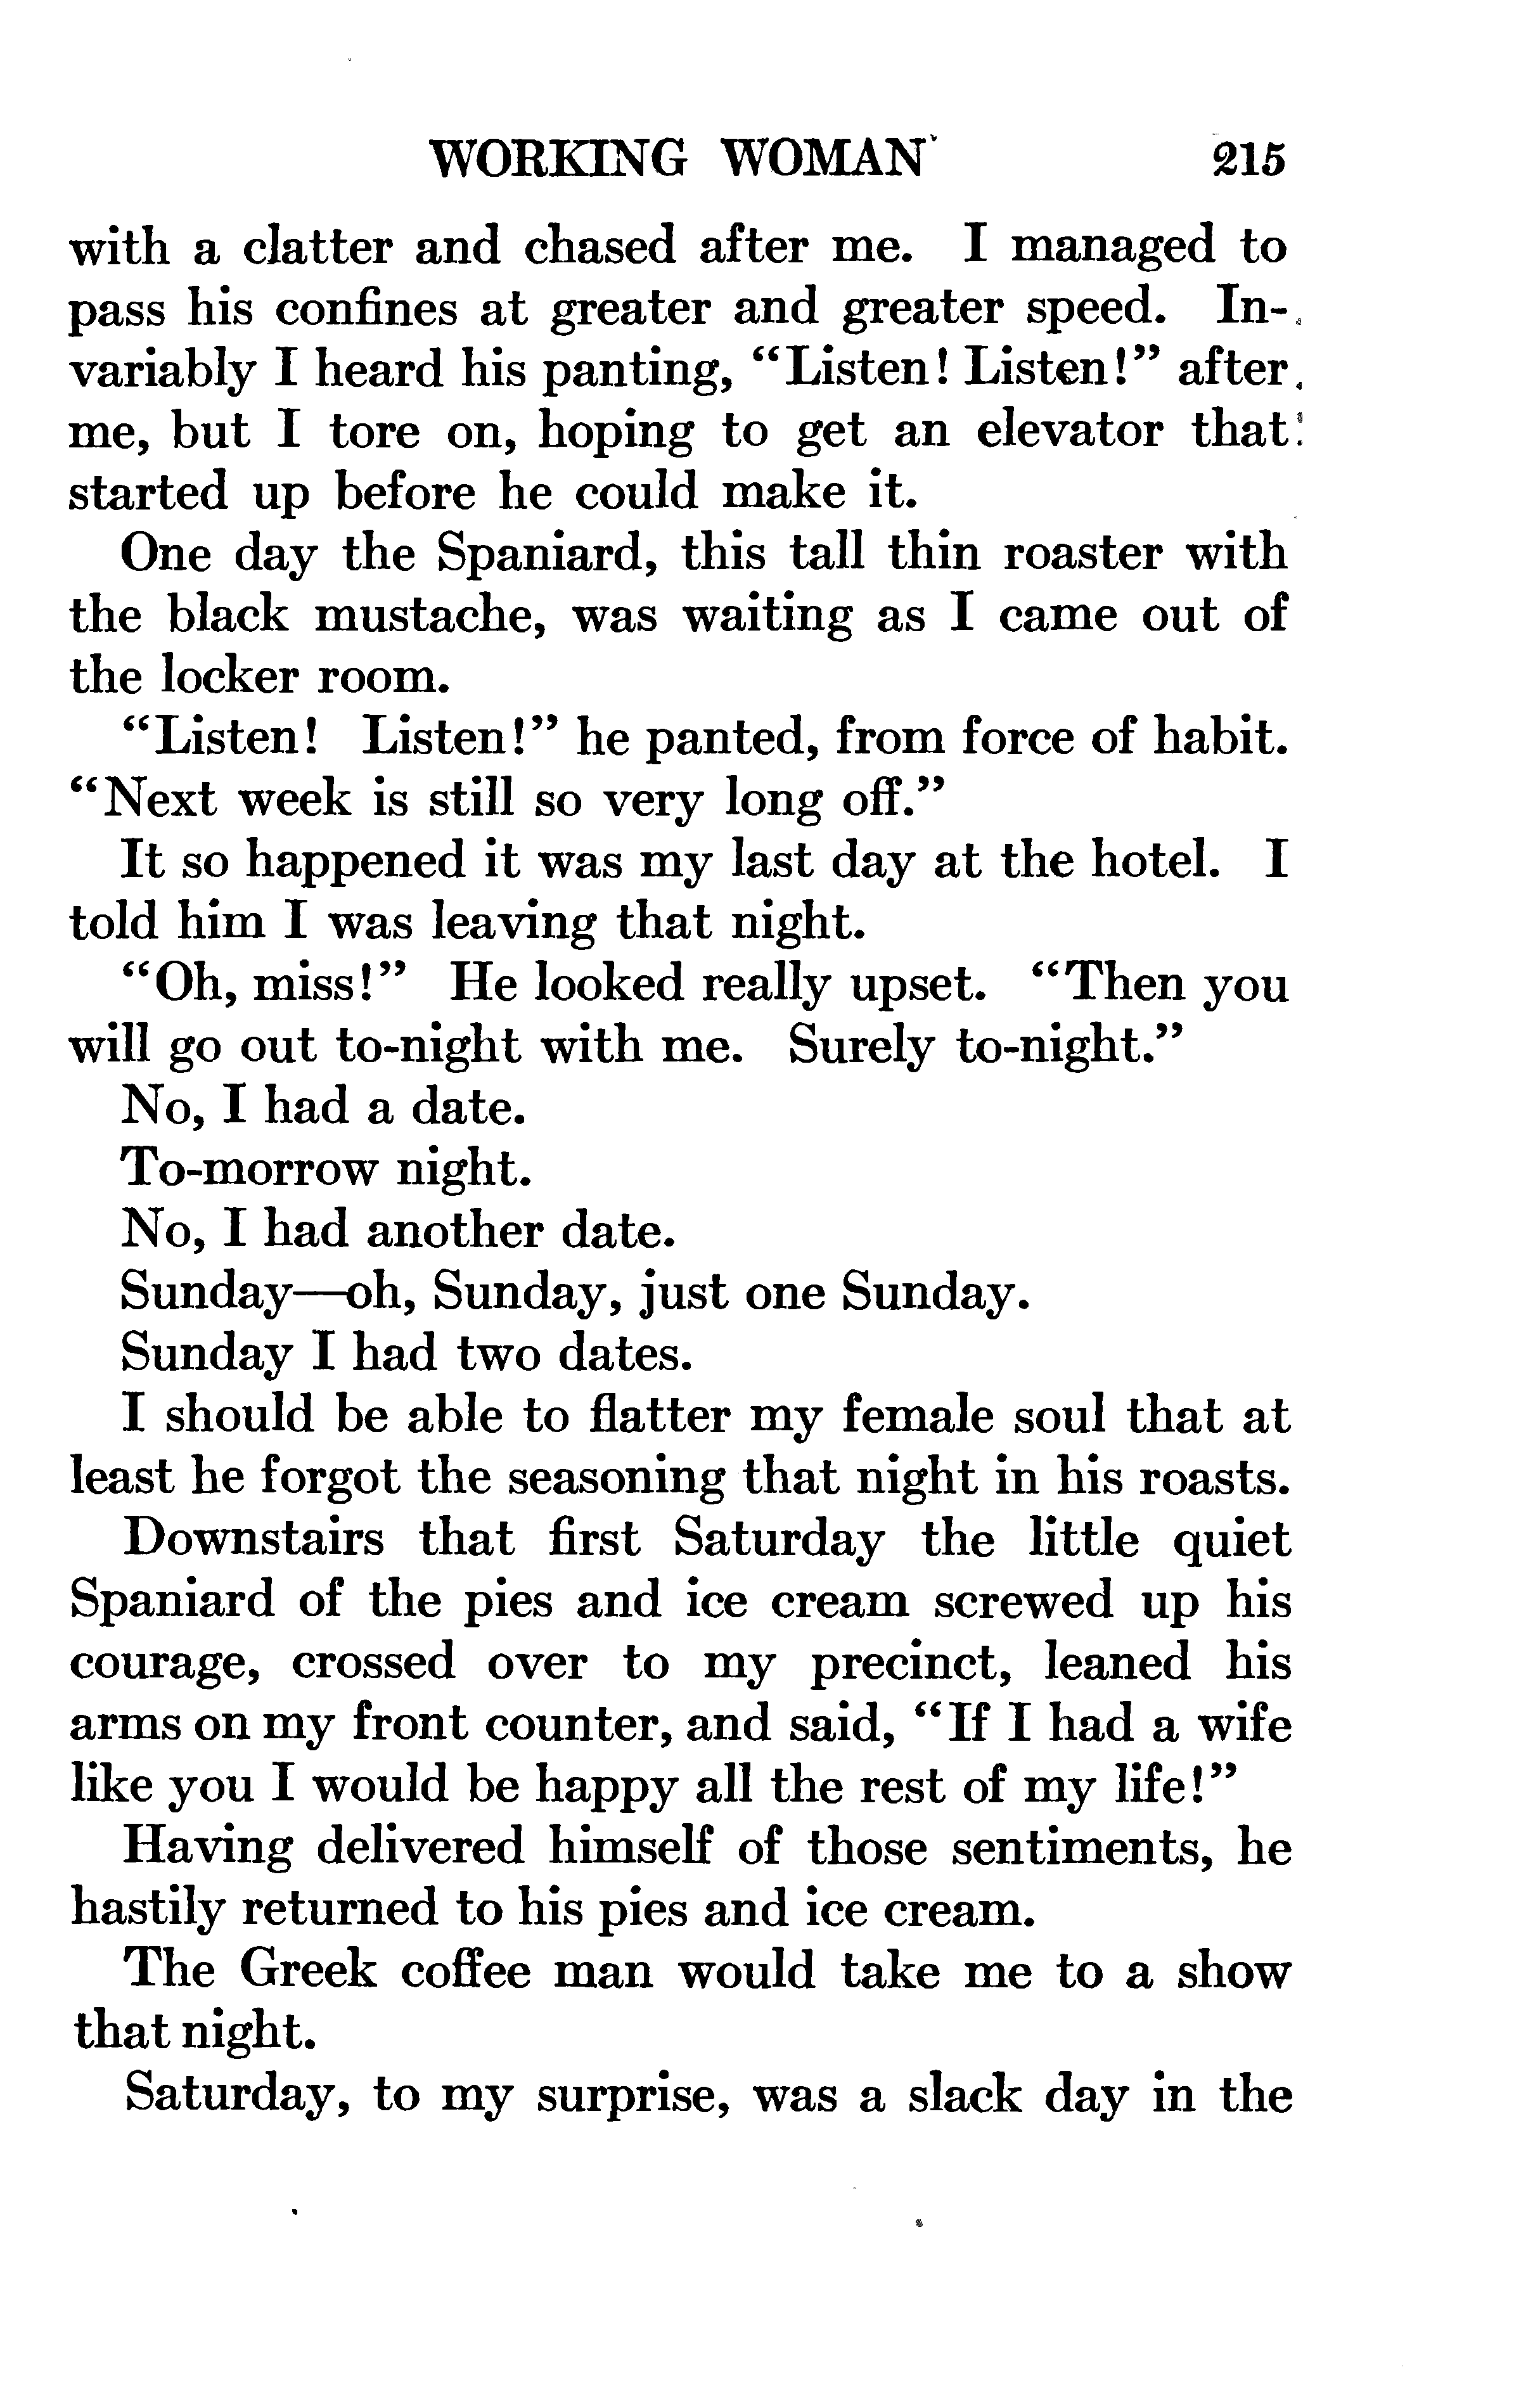 WORKING WOMAN 215
with a clatter and chased after me. I managed to
pass his confines at greater and greater speed. In-
variably I heard his panting, “Listen! Listen!” after
me, but I tore on, hoping to get an elevator that
started up before he could make it.
One day the Spaniard, this tall thin roaster with
the black mustache, was waiting as I came out of
the locker room.
“Listen! Listen!” he panted, from force of habit.
“Next week is still so very long off.”
It so happened it was my last day at the hotel. I
told him I was leaving that night.
“Oh, miss!” He looked really upset. “Then you
will go out to-night with me. Surely to-night.”
No, I had a date.
To-morrow night.
No, I had another date.
Sunday—oh, Sunday, just one Sunday.
Sunday I had two dates.
I should be able to flatter my female soul that at
least he forgot the seasoning that night in his roasts.
Downstairs that first Saturday the little quiet
Spaniard of the pies and ice cream screwed up his
courage, crossed over to my precinct, leaned his
arms on my front counter, and said, “If I had a wife
like you I would be happy all the rest of my life!”
Having delivered himself of those sentiments, he
hastily returned to his pies and ice cream.
The Greek coffee man would take me to a show
that night.
Saturday, to my surprise, was a slack day in the